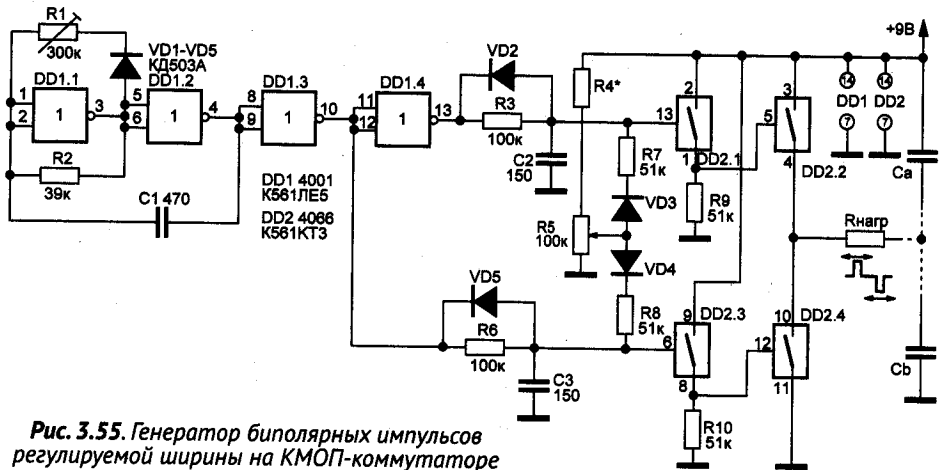 R1
300к
VD1-VD5
КД503А
DD1.1
DD1.2
DD1.3
DD1.4
1
2
1
3
5
6
1
4
8
9
1
10
11
12
1
13
R2
39к
C1 470
DD1 4001
К561ЛЕ5
DD2 4066
К561КТ3
VD2
R3
100к
C2
150
R4*
R5
100к
R7
51к
VD3
VD4
R8
51к
VD5
R6
100к
C3
150
13
2
1
DD2.1
R9
51к
5
3
4
DD2.2
6
9
8
DD2.3
R10
51к
12
10
11
DD2.4
+9В
14
DD1
7
14
DD2
7
Ca
Rнагр
Cb
Рис. 3.55. Генератор биполярных импульсов
регулируемой ширины на КМОП-коммутаторе